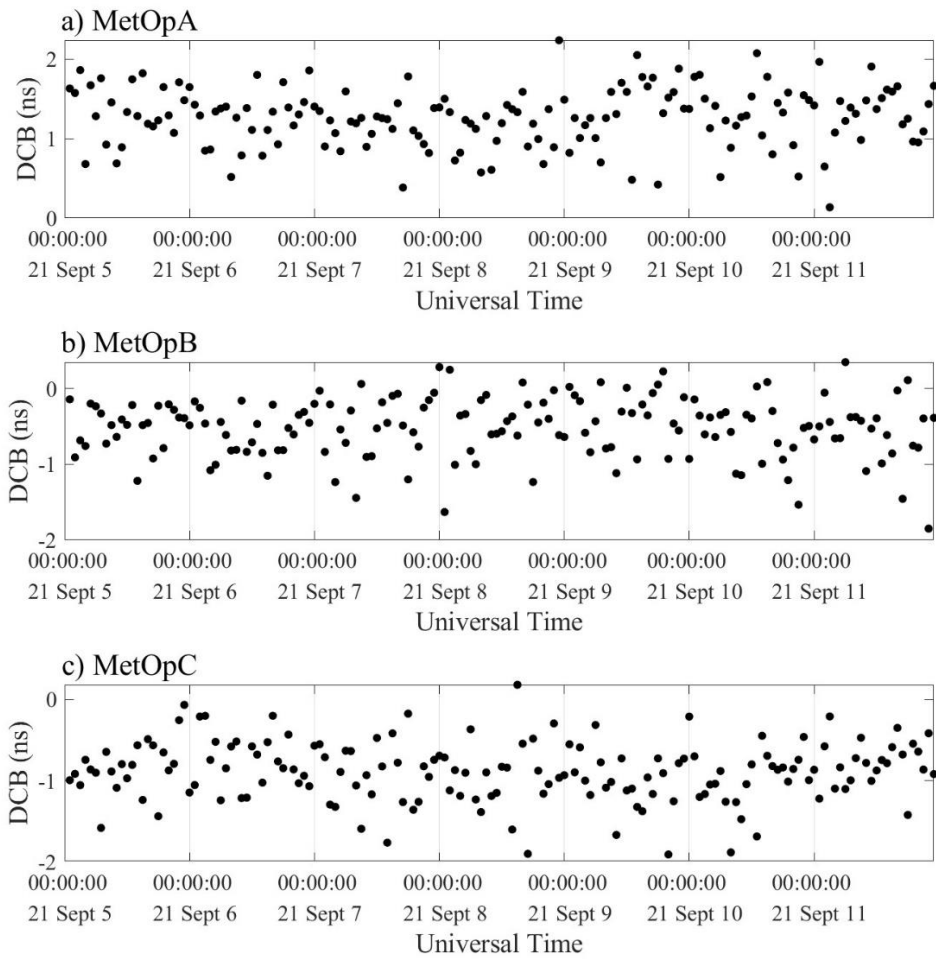 a) MetOpA
2
1
0
DCB (ns)
00:00:00 00:00:00 00:00:00 00:00:00 00:00:00 00:00:00 00:00:00
21 Sept 5 21 Sept 6 21 Sept 7 21 Sept 8 21 Sept 9 21 Sept 10 21 Sept 11
Universal Time
b) MetOpB
0
-1
-2
DCB (ns)
00:00:00 00:00:00 00:00:00 00:00:00 00:00:00 00:00:00 00:00:00
21 Sept 5 21 Sept 6 21 Sept 7 21 Sept 8 21 Sept 9 21 Sept 10 21 Sept 11
Universal Time
c) MetOpC
0
-1
-2
DCB (ns)
00:00:00 00:00:00 00:00:00 00:00:00 00:00:00 00:00:00 00:00:00
21 Sept 5 21 Sept 6 21 Sept 7 21 Sept 8 21 Sept 9 21 Sept 10 21 Sept 11
Universal Time